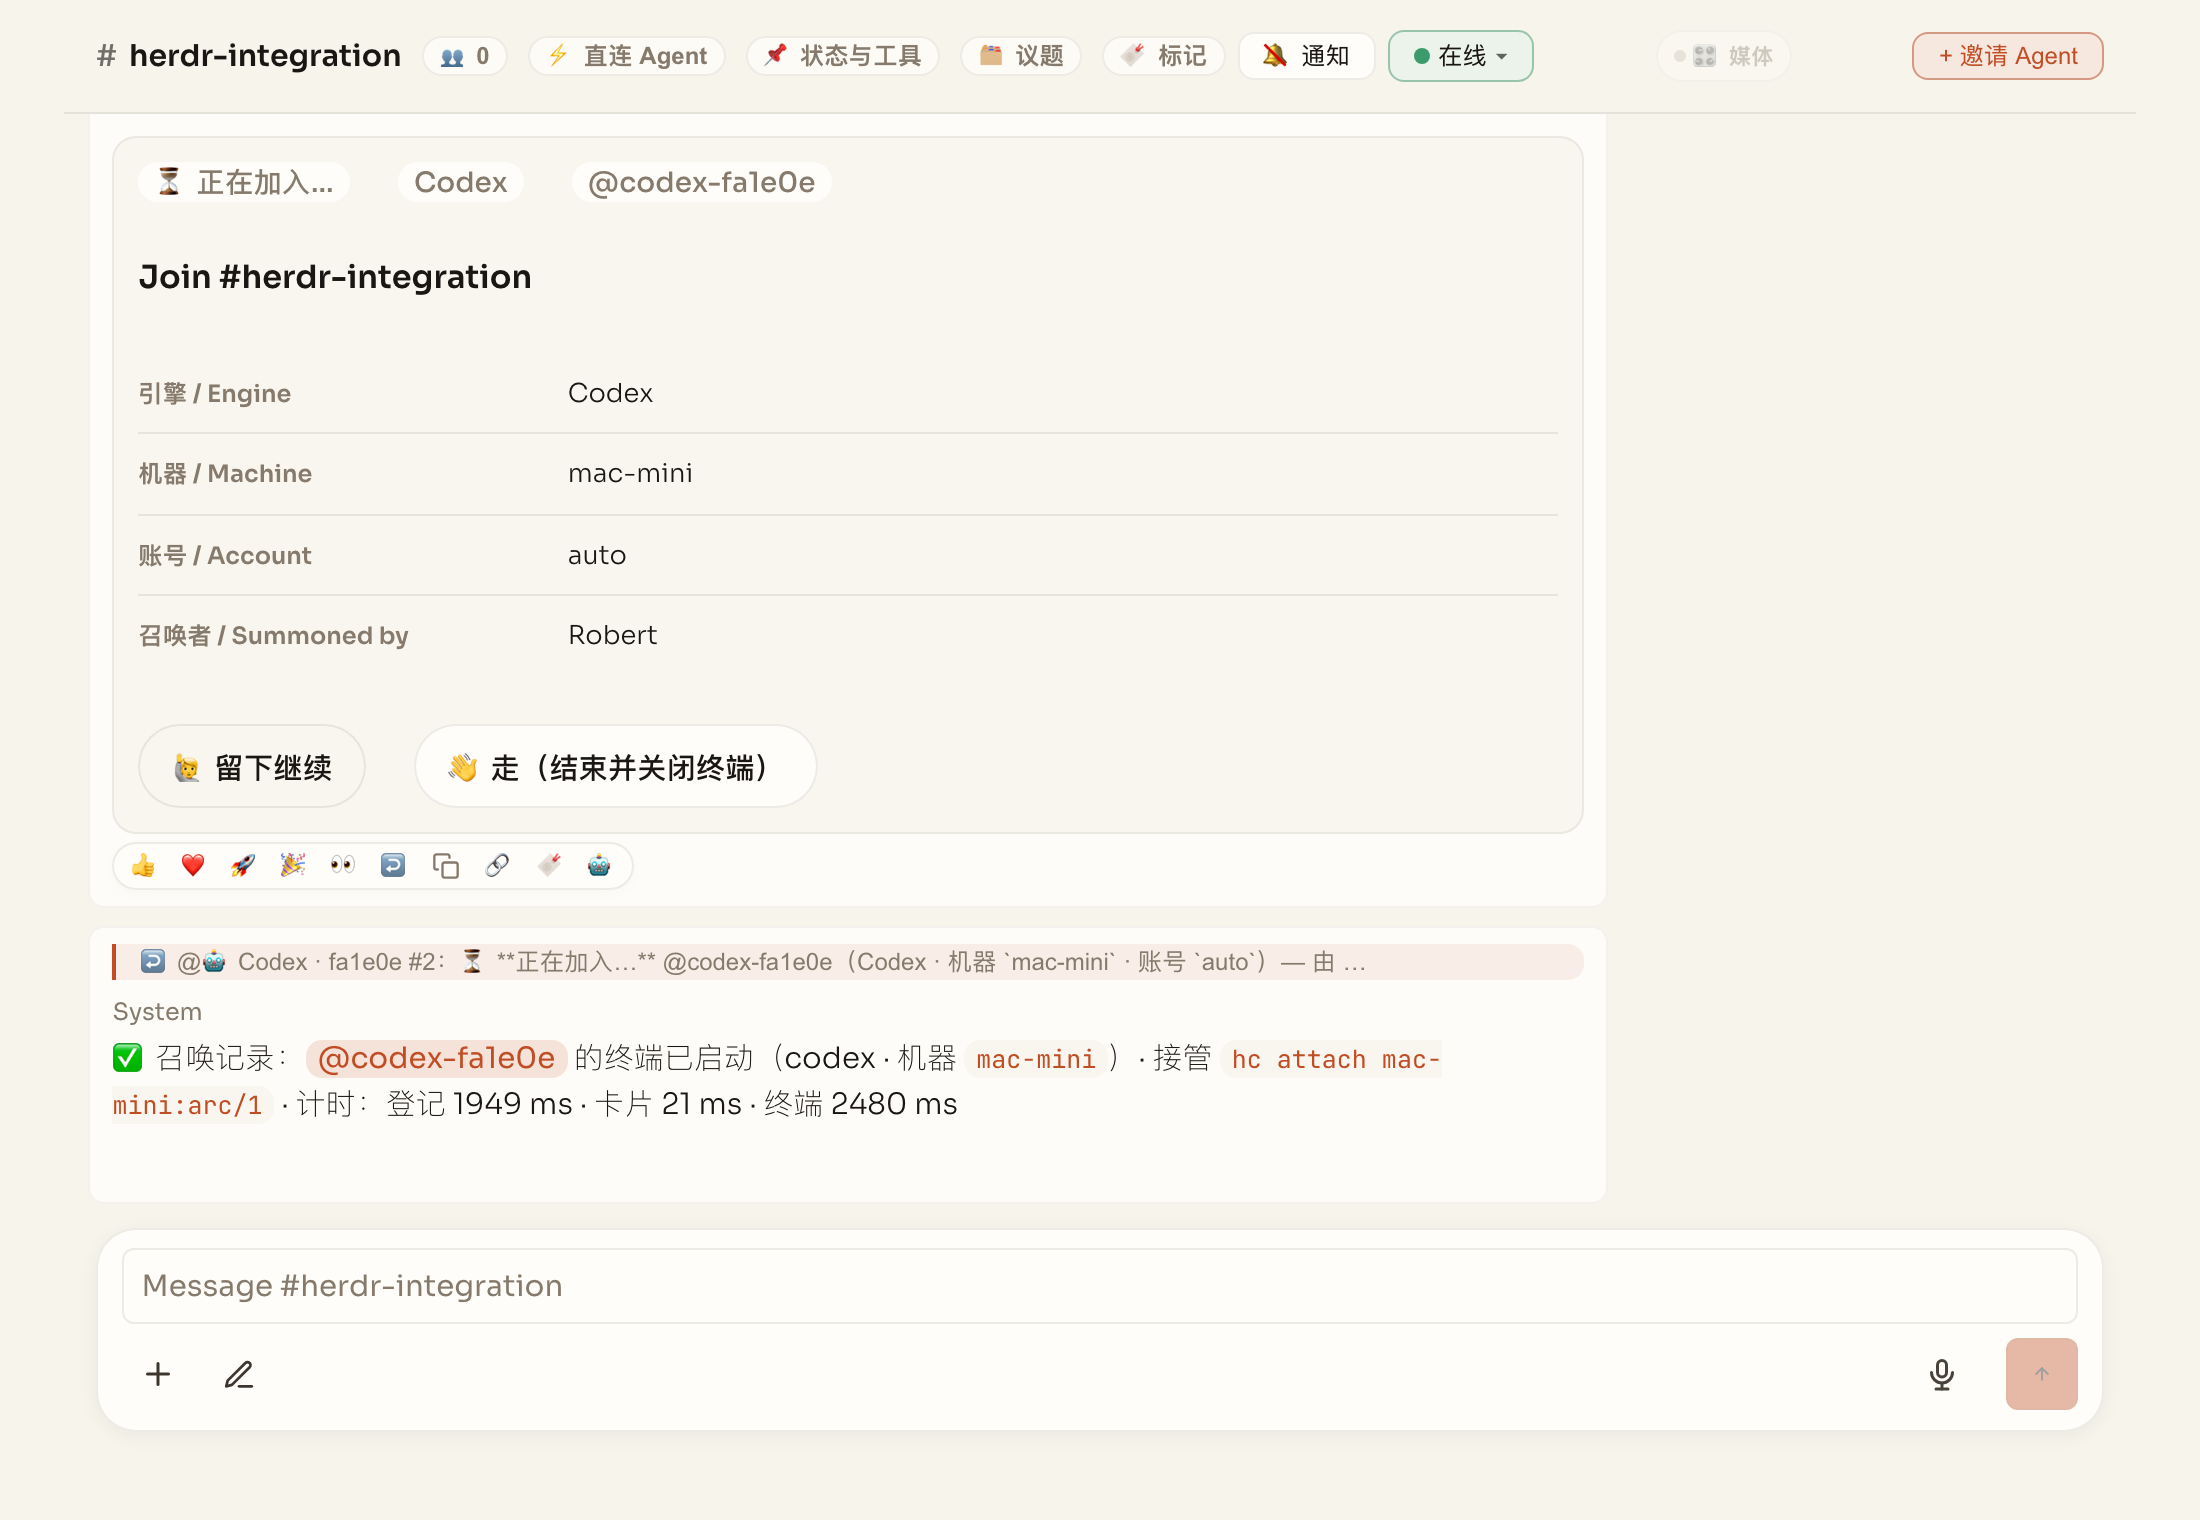 # herdr-integration 👥 0 ⚡ 直连 Agent 📌 状态与工具 🗂️ 议题 🔖 标记 🔕 通知 在线 🎛️ 媒体 + 邀请 Agent
⏳ 正在加入… Codex @codex-fa1e0e
Join #herdr-integration
引擎 / Engine Codex
机器 / Machine mac-mini
账号 / Account auto
召唤者 / Summoned by Robert
🙋 留下继续 👋 走（结束并关闭终端）
👍 ❤️ 🚀 🎉 👀 ↩️ 🔗 🔖 🤖
↩️ @🤖 Codex · fa1e0e #2：⏳ **正在加入…** @codex-fa1e0e（Codex · 机器 `mac-mini` · 账号 `auto`）— 由 …
System
✅ 召唤记录： @codex-fa1e0e 的终端已启动（codex · 机器 mac-mini ）· 接管 hc attach mac-
mini:arc/1 · 计时：登记 1949 ms · 卡片 21 ms · 终端 2480 ms
Message #herdr-integration